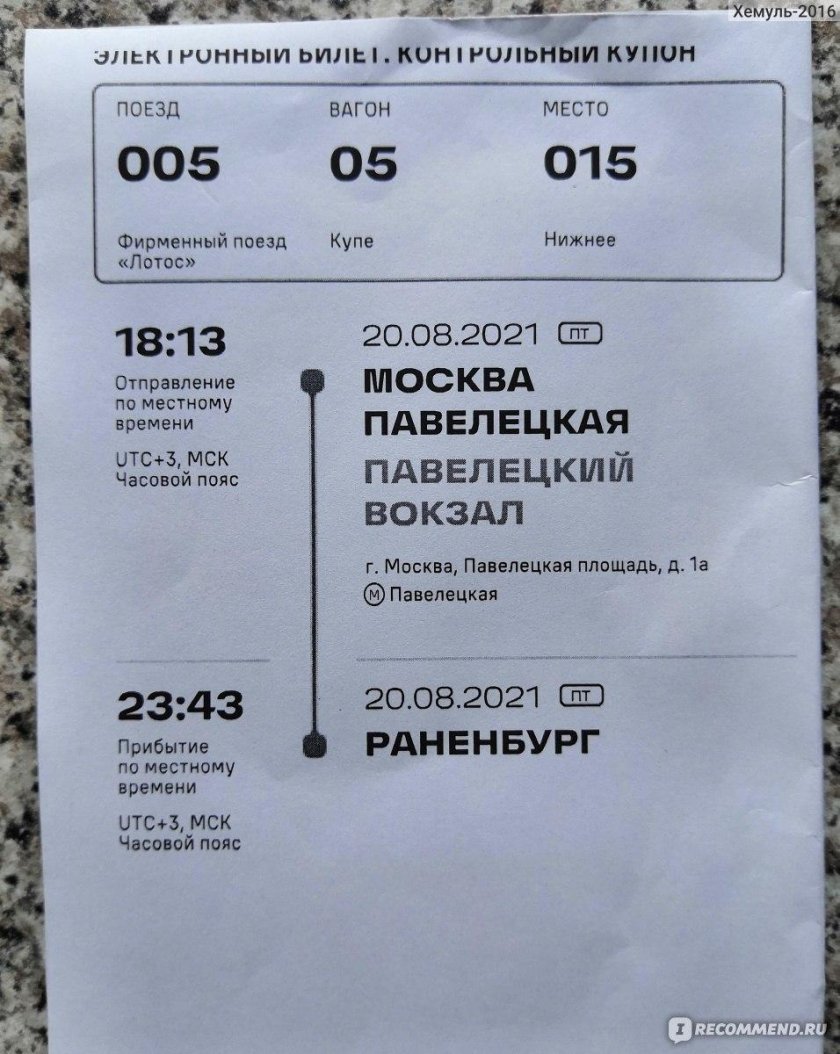 Хемуль-2016
ЭЛЕКТРОННЫЙ БИЛЕТ. КОНТРОЛЬНЫЙ КУПОН
ПОЕЗД ВАГОН МЕСТО
005 05 015
Фирменный поезд Купе Нижнее
«Лотос»
18:13 20.08.2021 ПТ
Отправление МОСКВА
по местному ПАВЕЛЕЦКАЯ
времени
UTC+3, МСК ПАВЕЛЕЦКИЙ
Часовой пояс ВОКЗАЛ
г. Москва, Павелецкая площадь, д. 1а
М Павелецкая
23:43 20.08.2021 ПТ
Прибытие РАНЕНБУРГ
по местному
времени
UTC+3, МСК
Часовой пояс
IRECOMMEND.RU